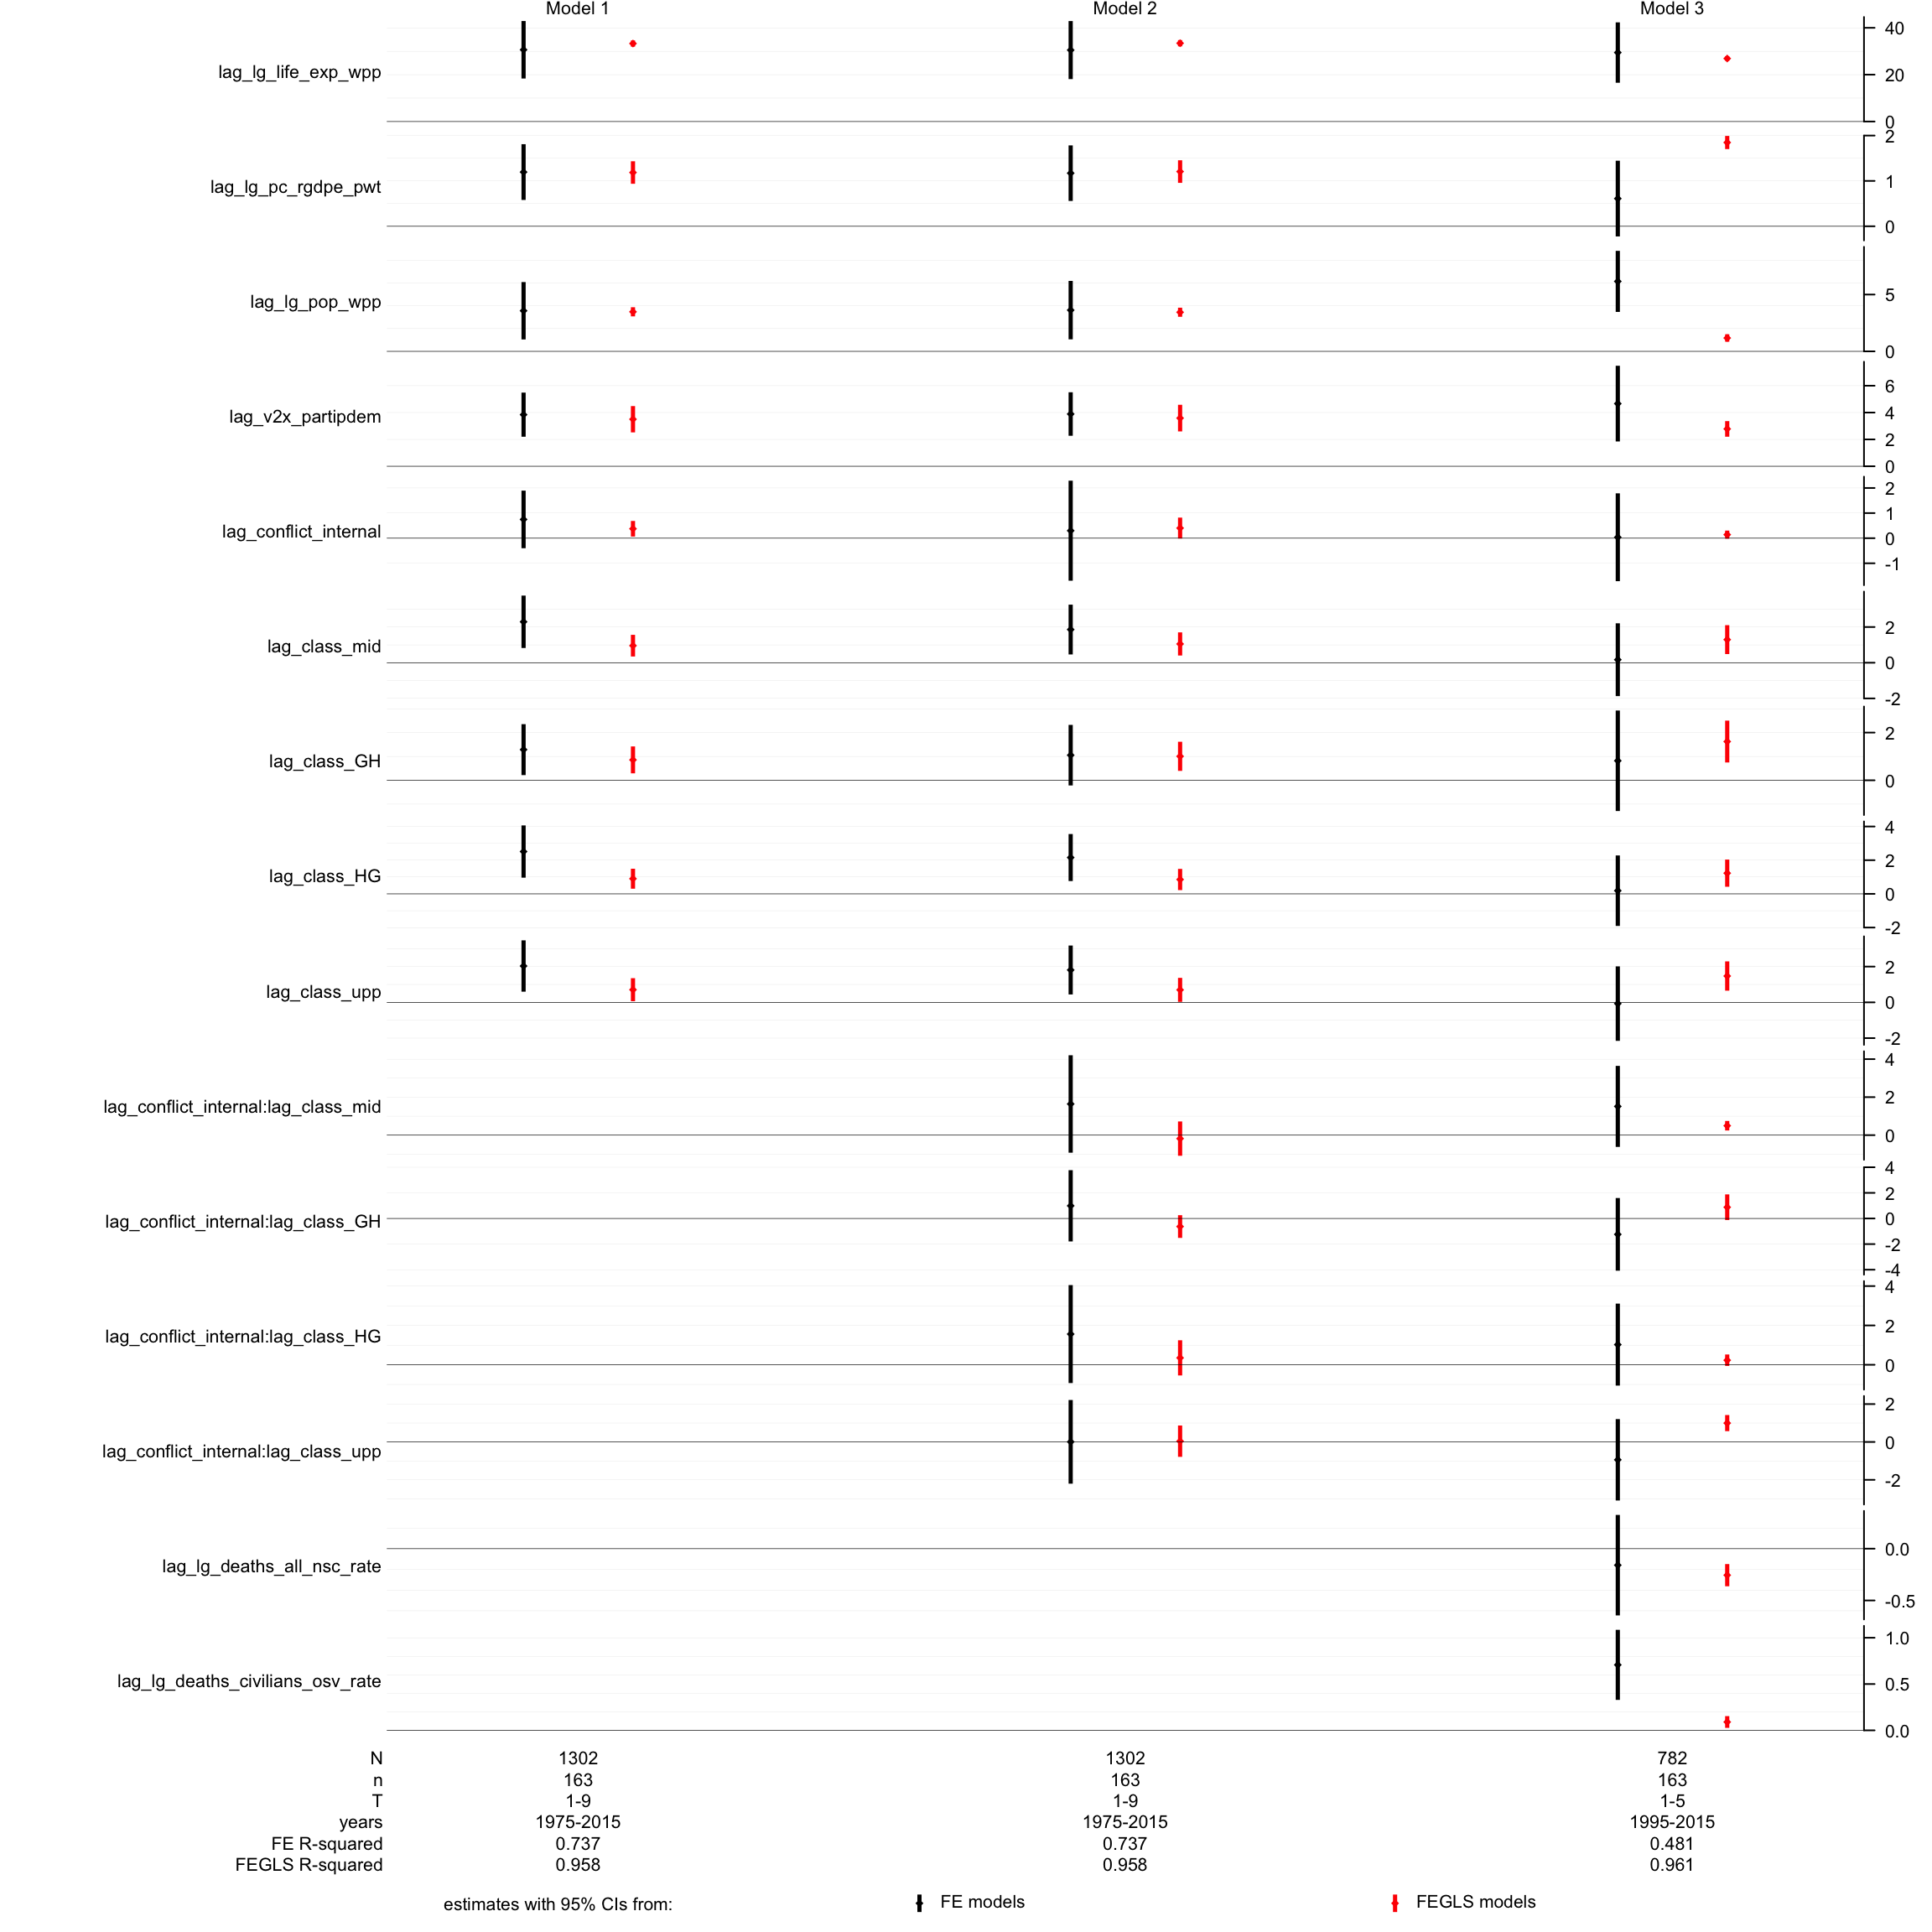 Model 1 Model 2 Model 3
lag_lg_life_exp_wpp 40 20 0
lag_lg_pc_rgdpe_pwt 2 1 0
lag_lg_pop_wpp 5 0
lag_v2x_partipdem 6 4 2 0
lag_conflict_internal 2 1 0 -1
lag_class_mid 2 0 -2
lag_class_GH 2 0
lag_class_HG 4 2 0 -2
lag_class_upp 2 0 -2
lag_conflict_internal:lag_class_mid 4 2 0
lag_conflict_internal:lag_class_GH 4 2 0 -2 -4
lag_conflict_internal:lag_class_HG 4 2 0
lag_conflict_internal:lag_class_upp 2 0 -2
lag_lg_deaths_all_nsc_rate 0.0 -0.5
lag_lg_deaths_civilians_osv_rate 1.0 0.5 0.0
N 1302 1302 782
n 163 163 163
T 1-9 1-9 1-5
years 1975-2015 1975-2015 1995-2015
FE R-squared 0.737 0.737 0.481
FEGLS R-squared 0.958 0.958 0.961
estimates with 95% CIs from: FE models FEGLS models